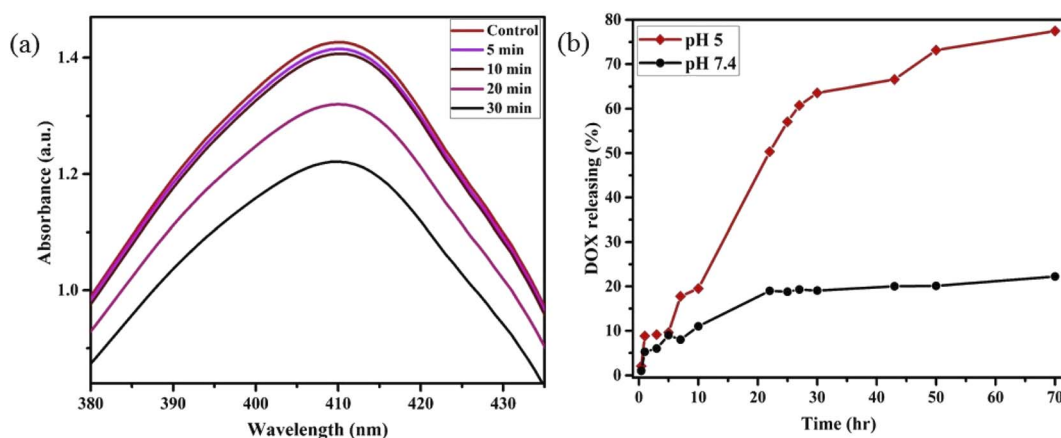 (a)
Absorbance (a.u.)
1.4
1.2
1.0
Control
5 min
10 min
20 min
30 min
380
390
400
410
420
430
Wavelength (nm)
(b)
DOX releasing (%)
80
70
60
50
40
30
20
10
0
pH 5
pH 7.4
0
10
20
30
40
50
60
70
Time (hr)